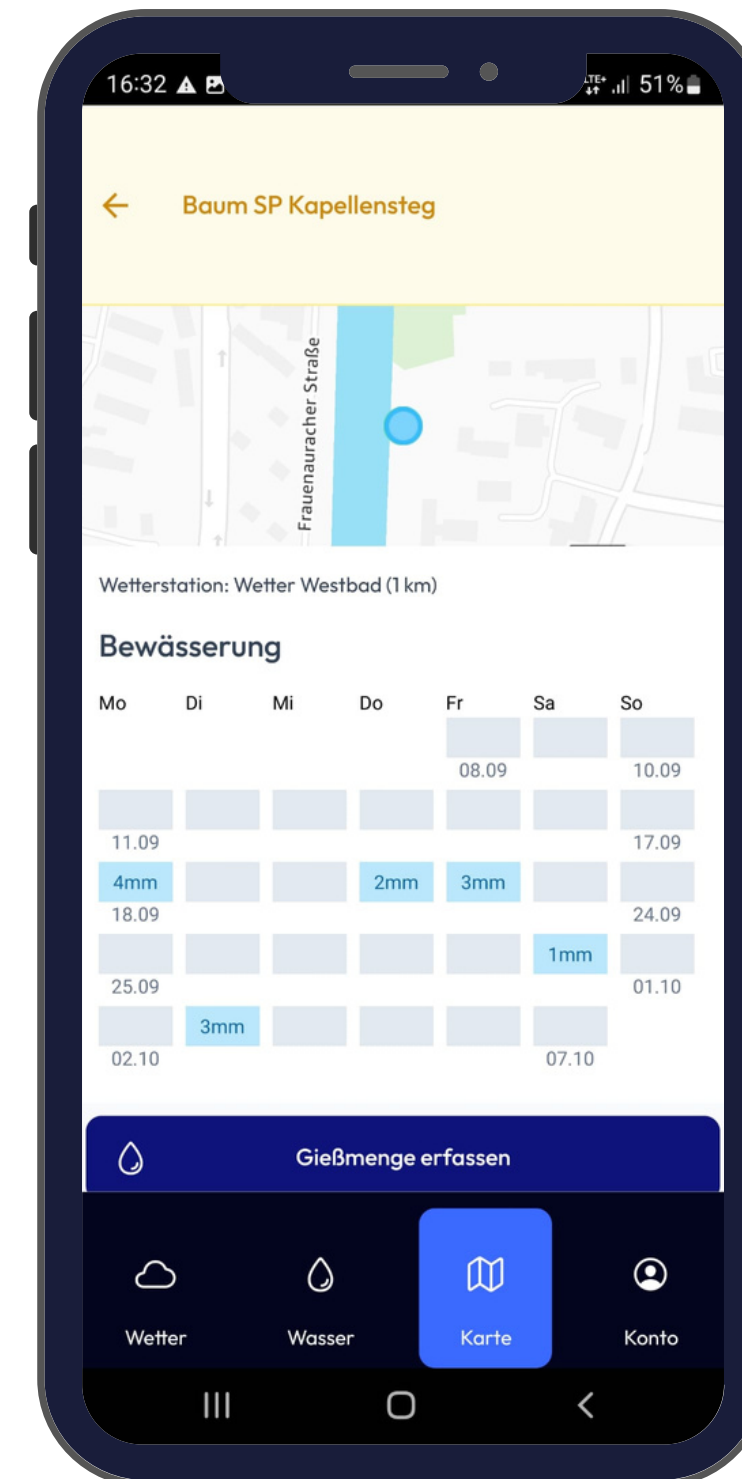 16:32 LTE+ 51%
Baum SP Kapellensteg
Frauenauracher Straße
Wetterstation: Wetter Westbad (1 km)
Bewässerung
Mo Di Mi Do Fr Sa So
08.09 10.09
11.09 17.09
4mm 2mm 3mm
18.09 24.09
1mm
25.09 01.10
3mm
02.10 07.10
Gießmenge erfassen
Wetter Wasser Karte Konto